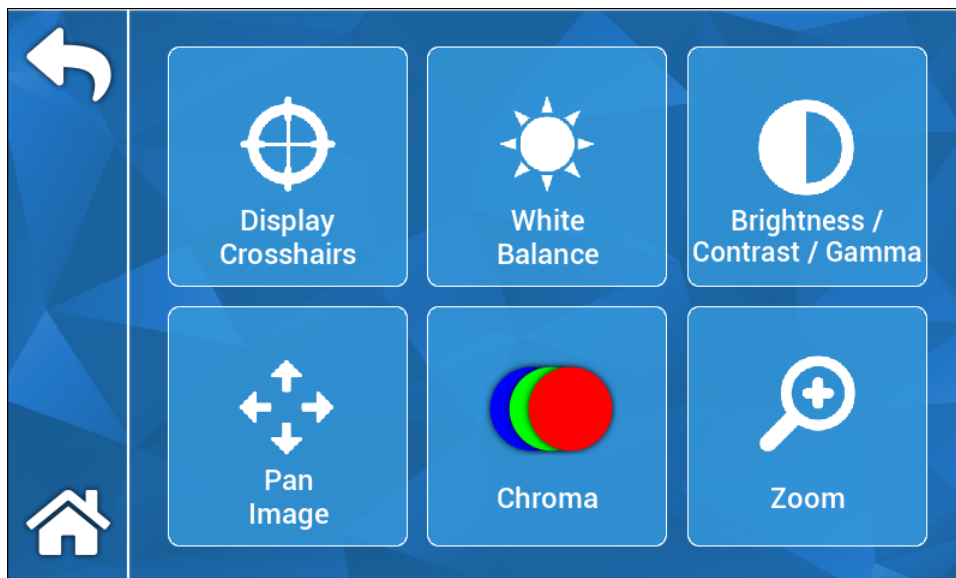 Display
Crosshairs
White
Balance
Brightness /
Contrast / Gamma
Pan
Image
Chroma
Zoom